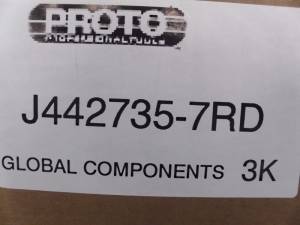 PROTO
PROFESSIONAL TOOLS
J442735-7RD
GLOBAL COMPONENTS 3K